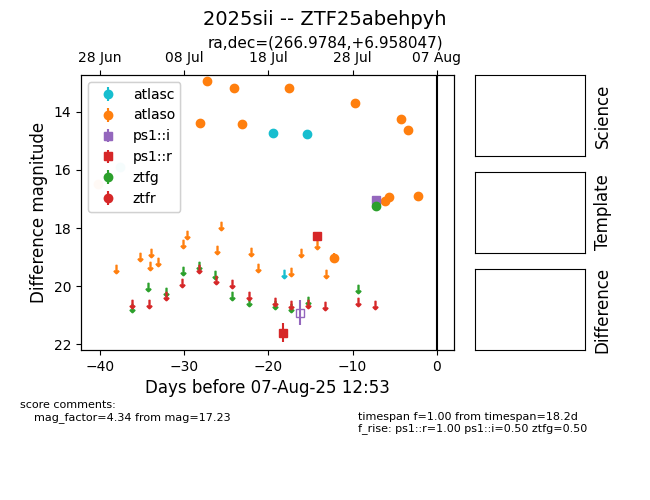 2025sii -- ZTF25abehpyh
ra,dec=(266.9784,+6.958047)
28 Jun 08 Jul 18 Jul 28 Jul 07 Aug
14
16
18
20
22
Difference magnitude
atlasc
atlaso
ps1::i
ps1::r
ztfg
ztfr
−40 −30 −20 −10 0
Days before 07-Aug-25 12:53
Science
Template
Difference
score comments:
mag_factor=4.34 from mag=17.23
timespan f=1.00 from timespan=18.2d
f_rise: ps1::r=1.00 ps1::i=0.50 ztfg=0.50